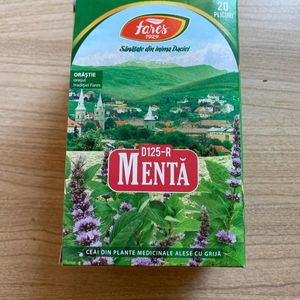 fares
1929
Sănătate din inima Daciei
20
PLICURI
ORĂȘTIE
orașul
tradiției Fares
D125-R
MENTĂ
CEAI DIN PLANTE MEDICINALE ALESE CU GRIJĂ